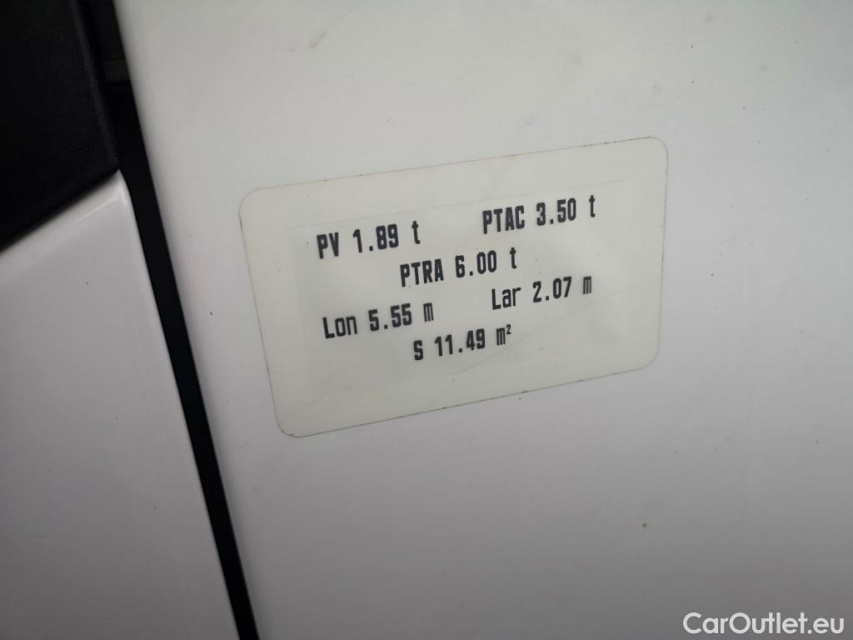 PV 1.89 t PTAC 3.50 t
PTRA 6.00 t
Lon 5.55 m Lar 2.07 m
S 11.49 m²
CarOutlet.eu